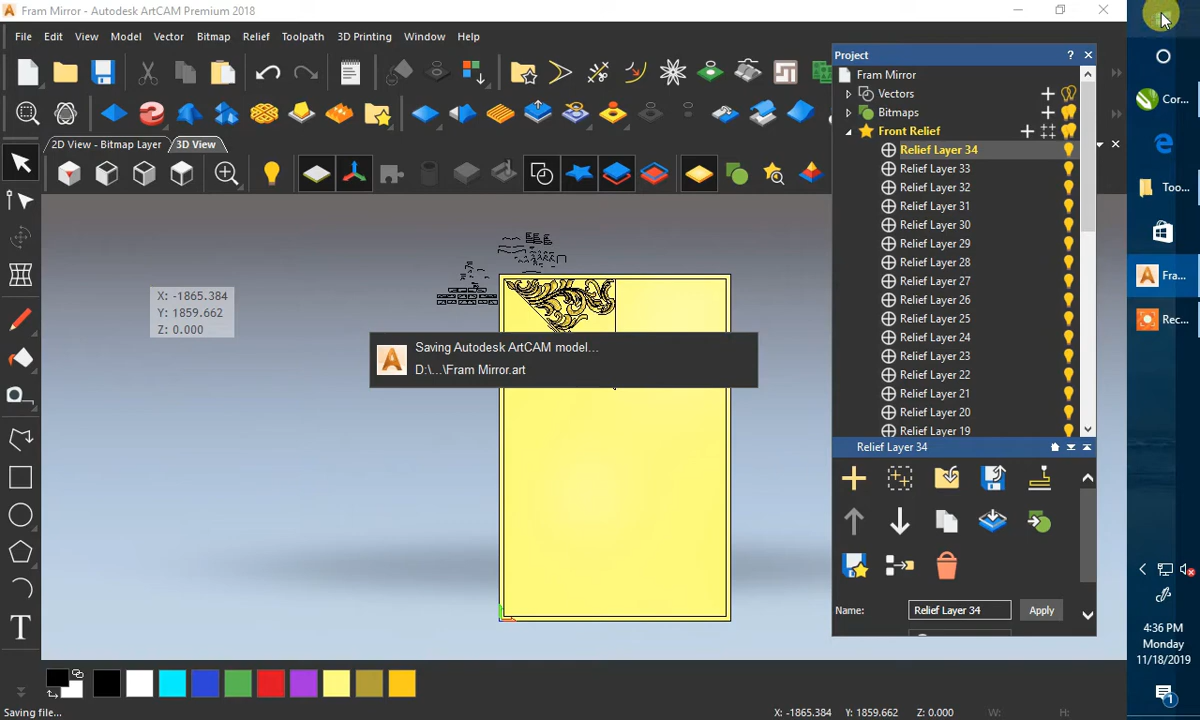 Fram Mirror - Autodesk ArtCAM Premium 2018
File Edit View Model Vector Bitmap Relief Toolpath 3D Printing Window Help
2D View - Bitmap Layer 3D View
X: -1865.384
Y: 1859.662
Z: 0.000
Saving Autodesk ArtCAM model...
D:\...\Fram Mirror.art
Project
Fram Mirror
Vectors
Bitmaps
Front Relief
Relief Layer 34
Relief Layer 33
Relief Layer 32
Relief Layer 31
Relief Layer 30
Relief Layer 29
Relief Layer 28
Relief Layer 27
Relief Layer 26
Relief Layer 25
Relief Layer 24
Relief Layer 23
Relief Layer 22
Relief Layer 21
Relief Layer 20
Relief Layer 19
Relief Layer 34
Name: Relief Layer 34 Apply
Cor...
Too...
Fra...
Rec...
4:36 PM
Monday
11/18/2019
1
Saving file...
X: -1865.384 Y: 1859.662 Z: 0.000 W: H: